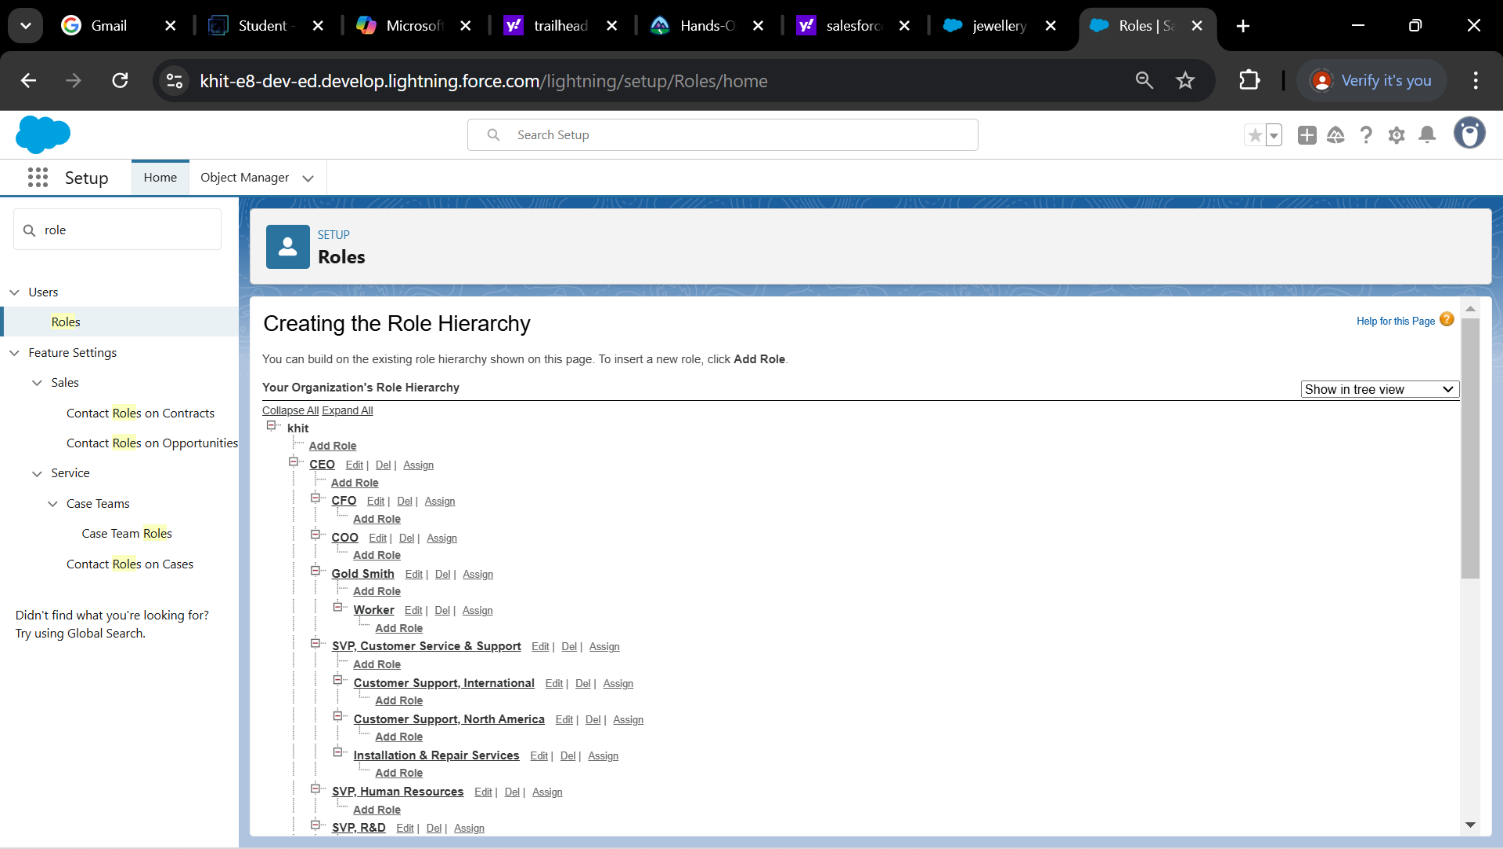 Gmail
Student -
Microsoft
trailhead
Hands-O
salesforc
jewellery
Roles | Sa
khit-e8-dev-ed.develop.lightning.force.com/lightning/setup/Roles/home
Verify it's you
Search Setup
Setup
Home
Object Manager
role
Users
Roles
Feature Settings
Sales
Contact Roles on Contracts
Contact Roles on Opportunities
Service
Case Teams
Case Team Roles
Contact Roles on Cases
Didn't find what you're looking for?
Try using Global Search.
SETUP
Roles
Creating the Role Hierarchy
Help for this Page
You can build on the existing role hierarchy shown on this page. To insert a new role, click Add Role.
Your Organization's Role Hierarchy
Show in tree view
Collapse All Expand All
khit
Add Role
CEO Edit | Del | Assign
Add Role
CFO Edit | Del | Assign
Add Role
COO Edit | Del | Assign
Add Role
Gold Smith Edit | Del | Assign
Add Role
Worker Edit | Del | Assign
Add Role
SVP, Customer Service & Support Edit | Del | Assign
Add Role
Customer Support, International Edit | Del | Assign
Add Role
Customer Support, North America Edit | Del | Assign
Add Role
Installation & Repair Services Edit | Del | Assign
Add Role
SVP, Human Resources Edit | Del | Assign
Add Role
SVP, R&D Edit | Del | Assign